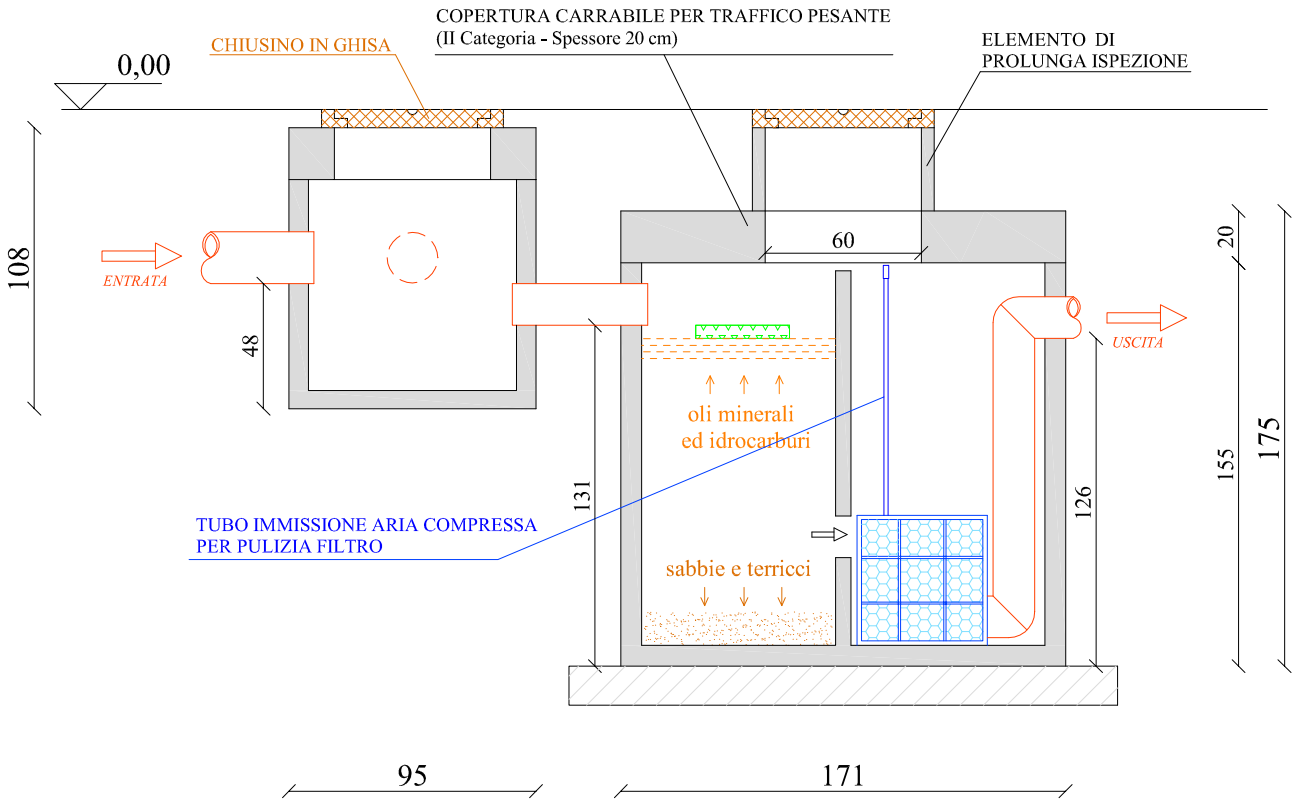 COPERTURA CARRABILE PER TRAFFICO PESANTE
(II Categoria - Spessore 20 cm)
CHIUSINO IN GHISA
ELEMENTO DI
PROLUNGA ISPEZIONE
0,00
108
ENTRATA
48
60
20
USCITA
oli minerali
ed idrocarburi
131
155
175
126
TUBO IMMISSIONE ARIA COMPRESSA
PER PULIZIA FILTRO
sabbie e terricci
95
171